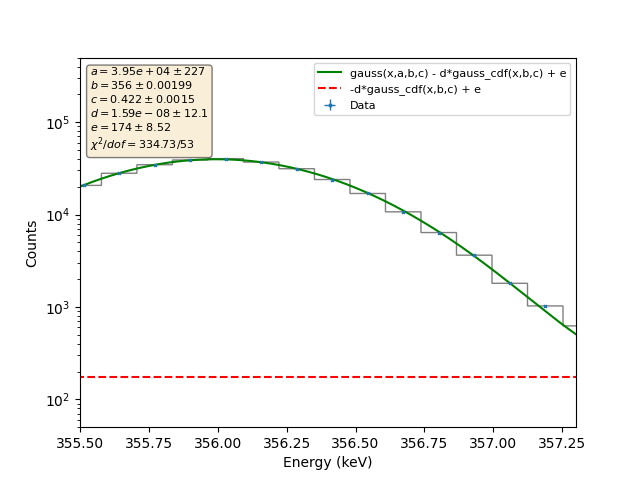 a = 3.95e + 04 ± 227
b = 356 ± 0.00199
c = 0.422 ± 0.0015
d = 1.59e − 08 ± 12.1
e = 174 ± 8.52
χ²/dof = 334.73/53
gauss(x,a,b,c) - d*gauss_cdf(x,b,c) + e
-d*gauss_cdf(x,b,c) + e
Data
10⁵
10⁴
10³
10²
Counts
355.50 355.75 356.00 356.25 356.50 356.75 357.00 357.25
Energy (keV)